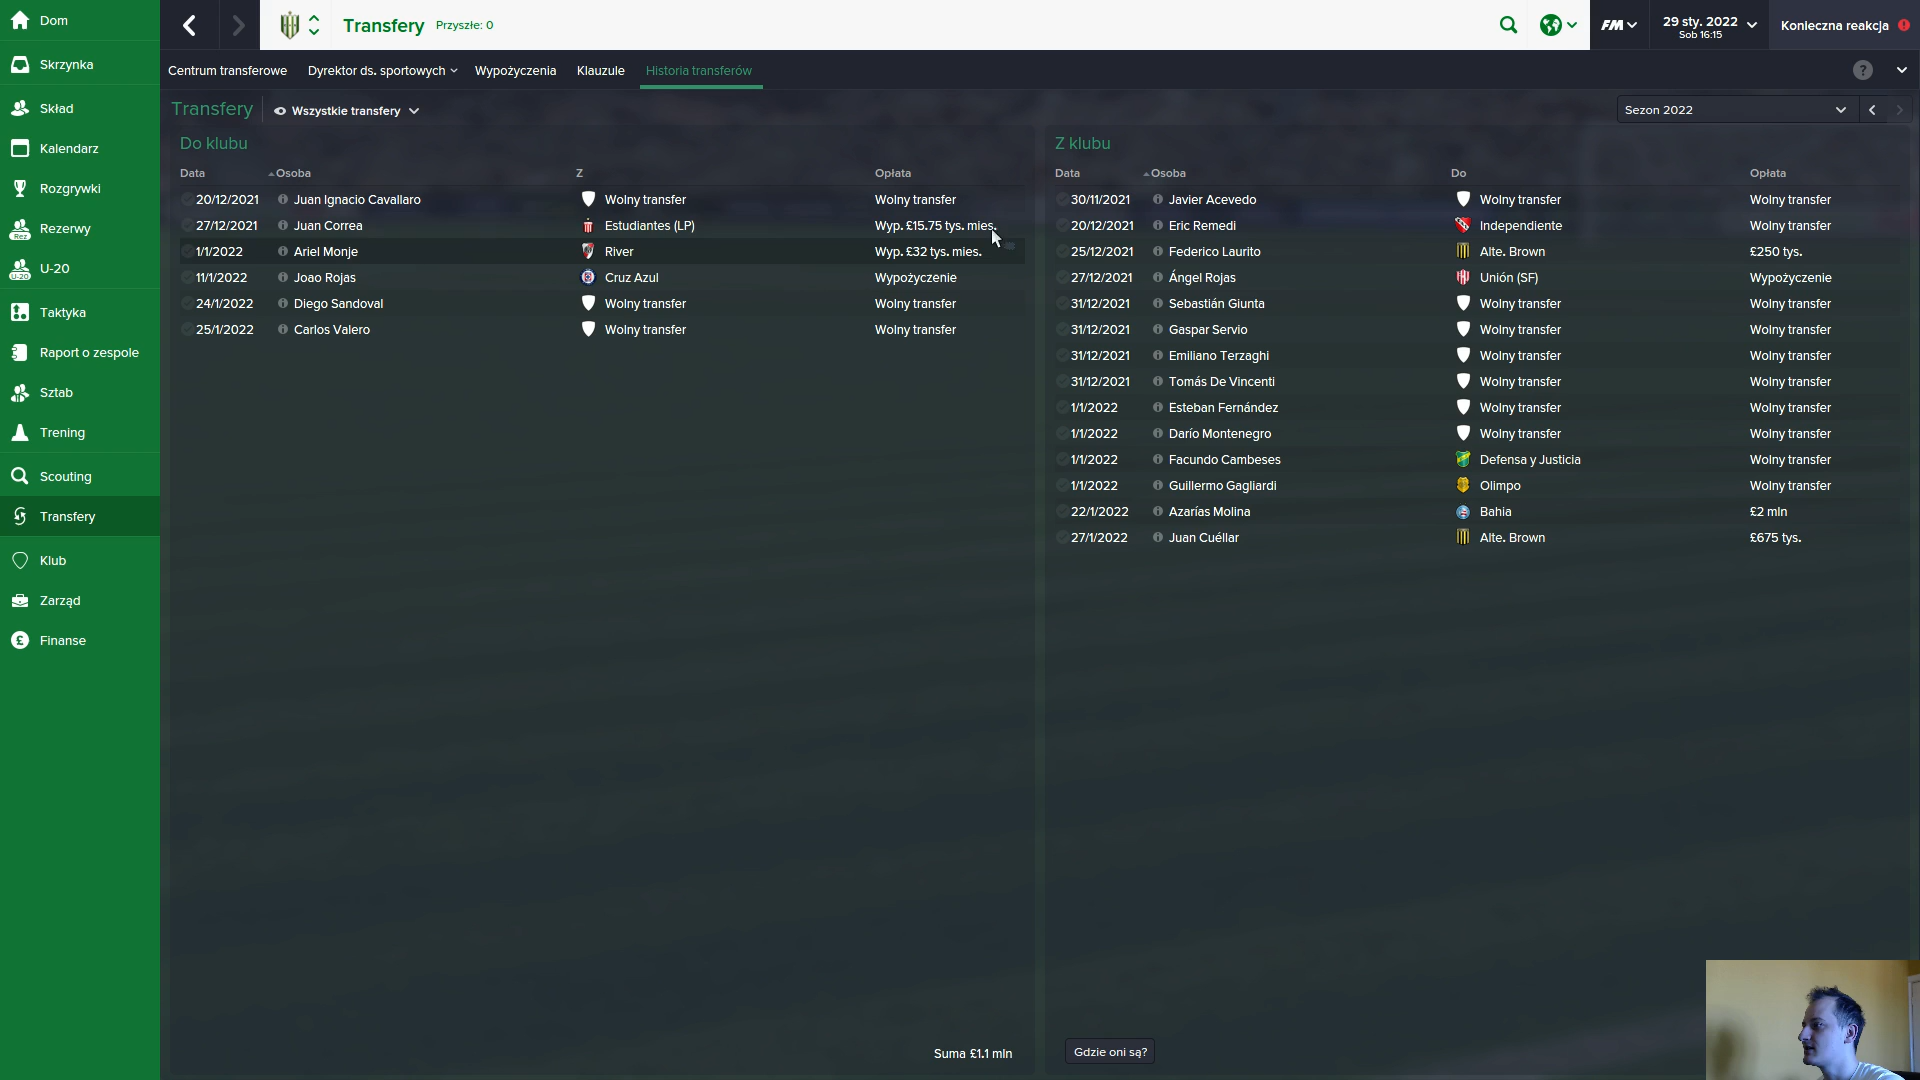 Dom
Skrzynka
Skład
Kalendarz
Rozgrywki
Rez
Rezerwy
U-20
U-20
Taktyka
Raport o zespole
Sztab
Trening
Scouting
Transfery
Klub
Zarząd
Finanse
Transfery Przyszłe: 0
FM
29 sty. 2022
Sob 16:15
Konieczna reakcja
Centrum transferowe Dyrektor ds. sportowych Wypożyczenia Klauzule Historia transferów
Transfery Wszystkie transfery
Sezon 2022
Do klubu
Data Osoba Z Opłata
20/12/2021 Juan Ignacio Cavallaro Wolny transfer Wolny transfer
27/12/2021 Juan Correa Estudiantes (LP) Wyp. £15.75 tys. mies.
1/1/2022 Ariel Monje River Wyp. £32 tys. mies.
11/1/2022 Joao Rojas Cruz Azul Wypożyczenie
24/1/2022 Diego Sandoval Wolny transfer Wolny transfer
25/1/2022 Carlos Valero Wolny transfer Wolny transfer
Suma £1.1 mln
Z klubu
Data Osoba Do Opłata
30/11/2021 Javier Acevedo Wolny transfer Wolny transfer
20/12/2021 Eric Remedi Independiente Wolny transfer
25/12/2021 Federico Laurito Alte. Brown £250 tys.
27/12/2021 Ángel Rojas Unión (SF) Wypożyczenie
31/12/2021 Sebastián Giunta Wolny transfer Wolny transfer
31/12/2021 Gaspar Servio Wolny transfer Wolny transfer
31/12/2021 Emiliano Terzaghi Wolny transfer Wolny transfer
31/12/2021 Tomás De Vincenti Wolny transfer Wolny transfer
1/1/2022 Esteban Fernández Wolny transfer Wolny transfer
1/1/2022 Darío Montenegro Wolny transfer Wolny transfer
1/1/2022 Facundo Cambeses Defensa y Justicia Wolny transfer
1/1/2022 Guillermo Gagliardi Olimpo Wolny transfer
22/1/2022 Azarías Molina Bahia £2 mln
27/1/2022 Juan Cuéllar Alte. Brown £675 tys.
Gdzie oni są?